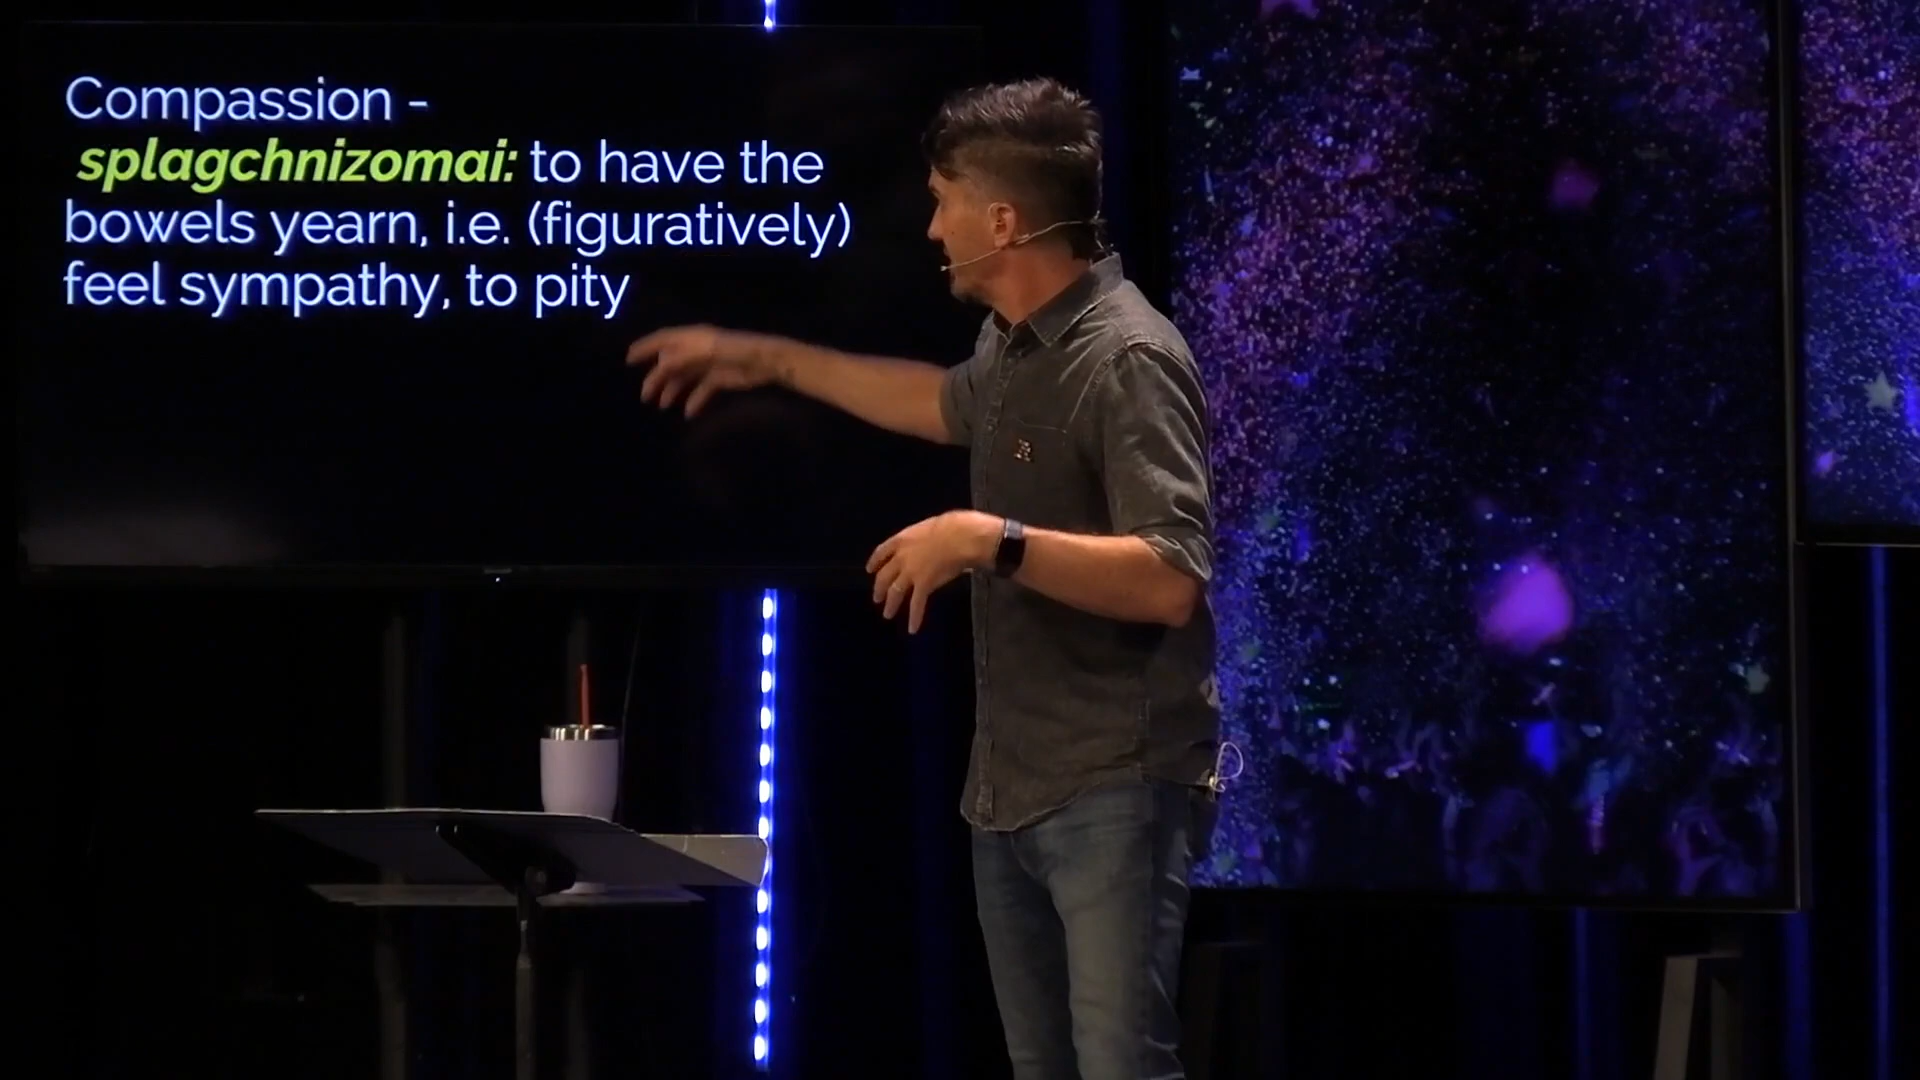 Compassion -
splagchnizomai: to have the
bowels yearn, i.e. (figuratively)
feel sympathy, to pity